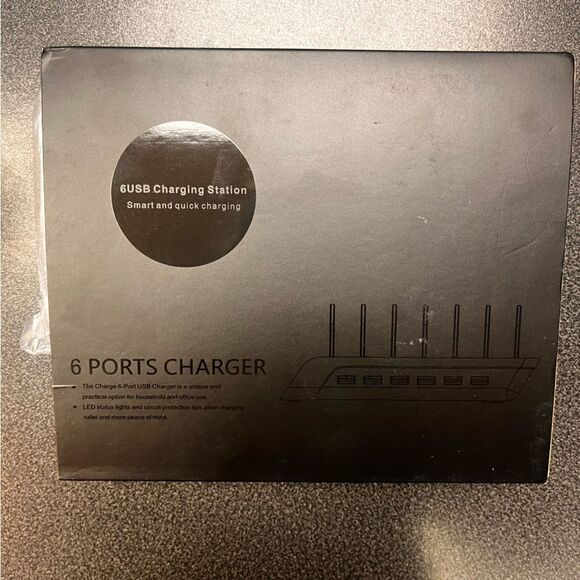 6USB Charging Station
Smart and quick charging
6 PORTS CHARGER
The Charge 6-Port USB Charger is a unique and
practical option for household and office use
LED status lights and circuit protection tips allow charging
safer and more peace of mind.